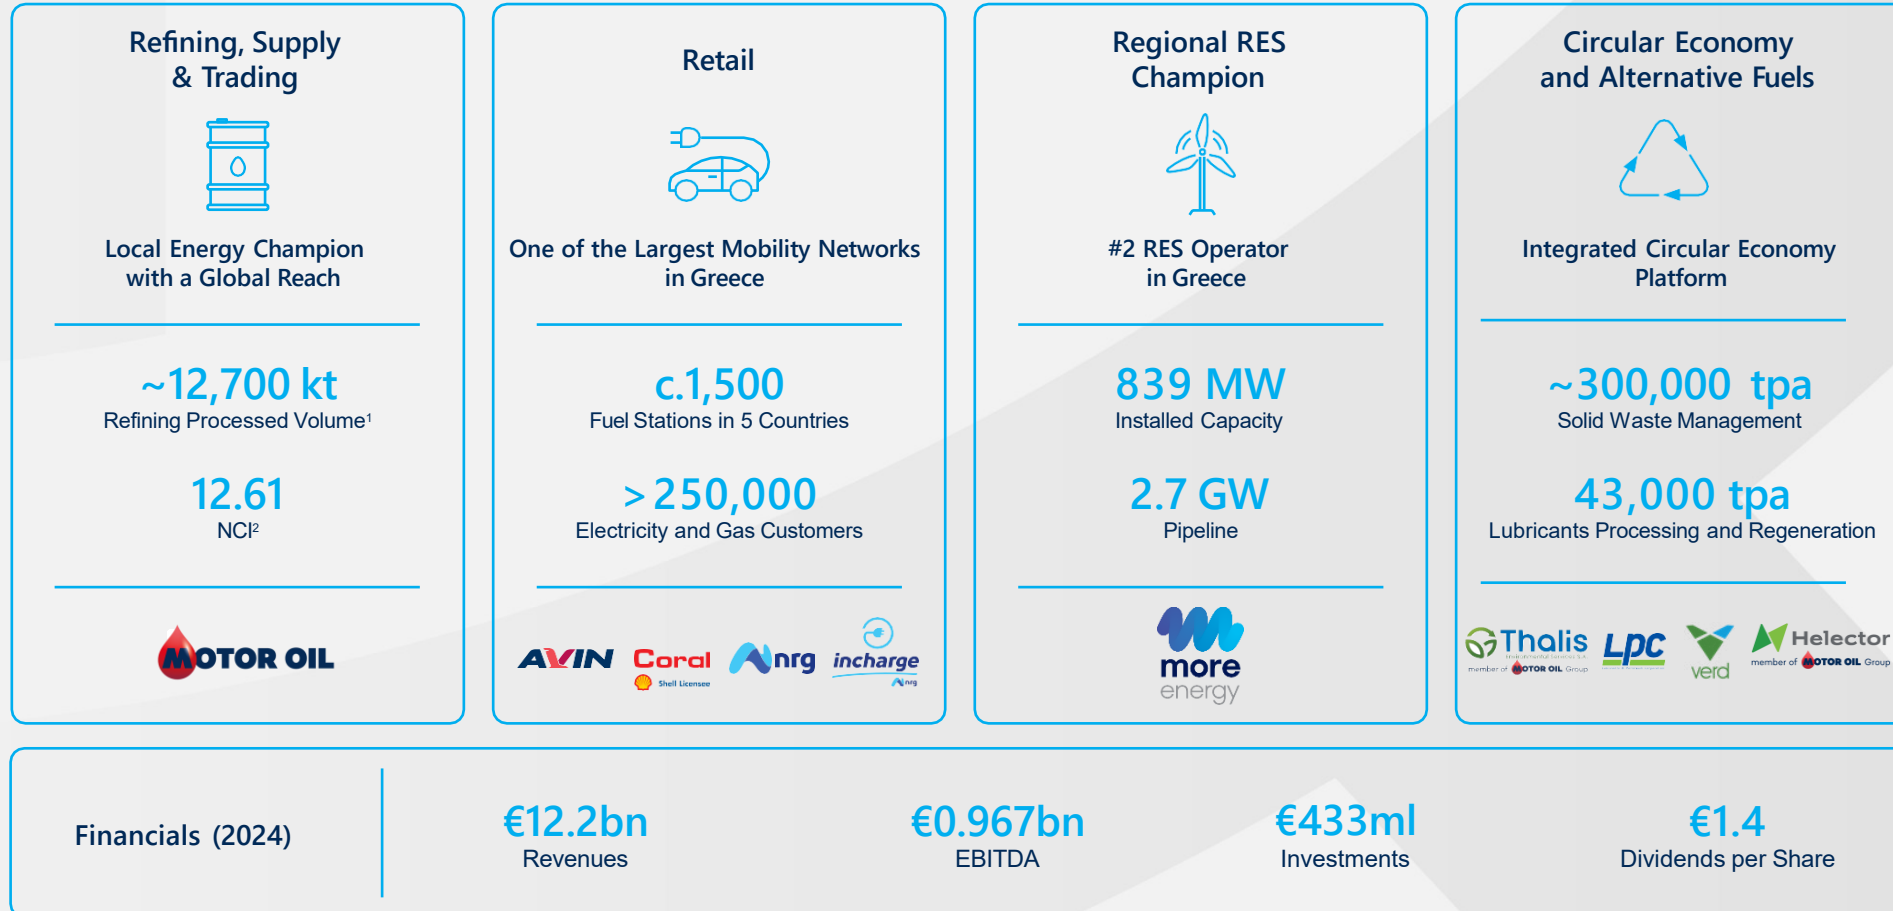 Refining, Supply
& Trading
Local Energy Champion
with a Global Reach
~12,700 kt
Refining Processed Volume¹
12.61
NCI²
MOTOR OIL
Retail
One of the Largest Mobility Networks
in Greece
c.1,500
Fuel Stations in 5 Countries
>250,000
Electricity and Gas Customers
AVIN
Coral
Shell Licensee
nrg
incharge
nrg
Regional RES
Champion
#2 RES Operator
in Greece
839 MW
Installed Capacity
2.7 GW
Pipeline
more
energy
Circular Economy
and Alternative Fuels
Integrated Circular Economy
Platform
~300,000 tpa
Solid Waste Management
43,000 tpa
Lubricants Processing and Regeneration
Thalis
member of MOTOR OIL Group
LPC
verd
Helector
member of MOTOR OIL Group
Financials (2024)
€12.2bn
Revenues
€0.967bn
EBITDA
€433ml
Investments
€1.4
Dividends per Share